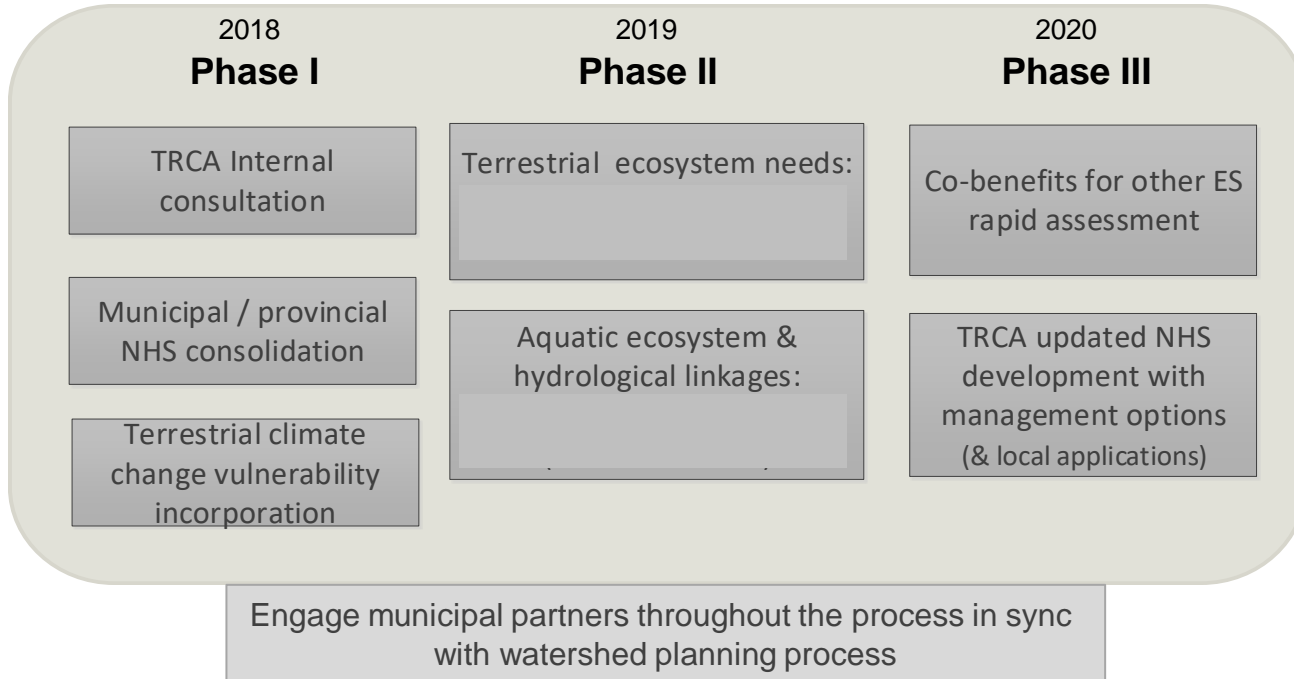 2018
Phase I
TRCA Internal
consultation
Municipal / provincial
NHS consolidation
Terrestrial climate
change vulnerability
incorporation
2019
Phase II
Terrestrial ecosystem needs:
Aquatic ecosystem &
hydrological linkages:
2020
Phase III
Co-benefits for other ES
rapid assessment
TRCA updated NHS
development with
management options
(& local applications)
Engage municipal partners throughout the process in sync
with watershed planning process